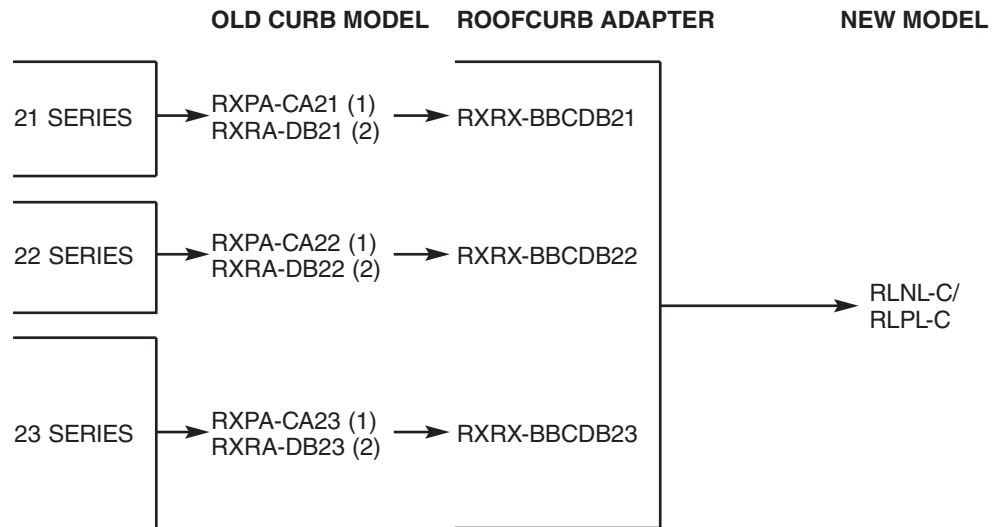 OLD CURB MODEL ROOFCURB ADAPTER NEW MODEL
21 SERIES
RXPA-CA21 (1)
RXRA-DB21 (2)
RXRX-BBCDB21
22 SERIES
RXPA-CA22 (1)
RXRA-DB22 (2)
RXRX-BBCDB22
RLNL-C/
RLPL-C
23 SERIES
RXPA-CA23 (1)
RXRA-DB23 (2)
RXRX-BBCDB23